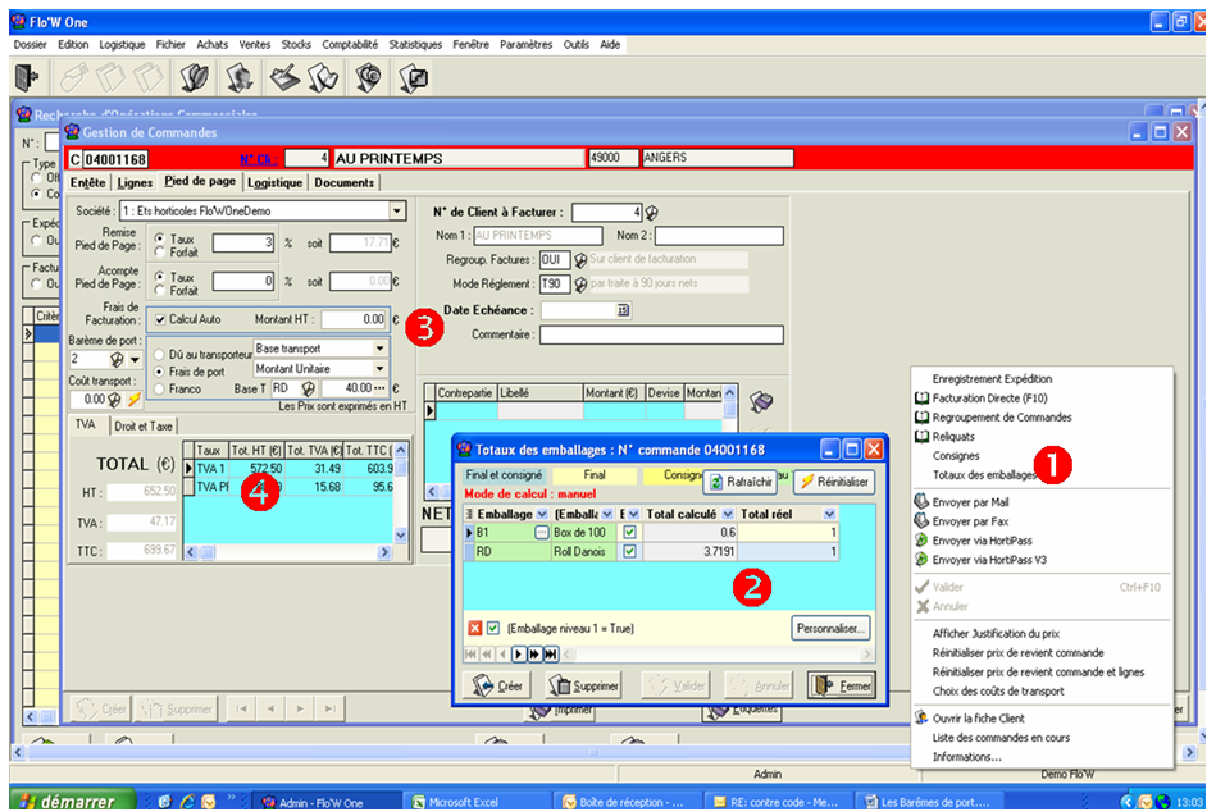 Flo'W One
Dossier Edition Logistique Fichier Achats Ventes Stocks Comptabilité Statistiques Fenêtre Paramètres Outils Aide
Gestion de Commandes
C 04001168 N° Cli : 4 AU PRINTEMPS 49000 ANGERS
Entête Lignes Pied de page Logistique Documents
Société : 1 : Ets horticoles Flo'WOneDemo
N° de Client à Facturer : 4
Remise Pied de Page : Taux Forfait 3 % soit 17.71 €
Nom 1 : AU PRINTEMPS Nom 2 :
Regroup. Factures : OUI Sur client de facturation
Acompte Pied de Page : Taux Forfait 0 % soit 0.00 €
Mode Réglement : T90 par traite à 90 jours nets
Frais de Facturation : Calcul Auto Montant HT : 0.00 €
Date Echéance : 15
3
Commentaire :
Barème de port : 2
Dû au transporteur Base transport
Frais de port Montant Unitaire
Coût transport : 0.00
Franco Base T RD 40.00 ... €
Les Prix sont exprimés en HT
Contrepartie Libellé Montant (€) Devise Montan
TVA Droit et Taxe
Taux Tot. HT (€) Tot. TVA (€) Tot. TTC (
TOTAL (€)
TVA 1 572.50 31.49 603.9
15.68 95.6
4
HT : 652.50
TVA : 47.17
TTC : 699.67
NET
Totaux des emballages : N° commande 04001168
Final et consigné Final Rafraîchir Réinitialiser
Mode de calcul : manuel
Emballage (Emballa E Total calculé Total réel
B1 Box de 100 0.6 1
RD Roll Danois 3.7191 1
2
(Emballage niveau 1 = True)
Personnaliser...
Créer Supprimer Valider Annuler Fermer
Enregistrement Expédition
Facturation Directe (F10)
Regroupement de Commandes
Reliquats
Consignes
Totaux des emballages
1
Envoyer par Mail
Envoyer par Fax
Envoyer via HortiPass
Envoyer via HortiPass V3
Valider Ctrl+F10
Annuler
Afficher Justification du prix
Réinitialiser prix de revient commande
Réinitialiser prix de revient commande et lignes
Choix des coûts de transport
Ouvrir la fiche Client
Liste des commandes en cours
Informations...
Créer Supprimer
Admin Demo Flo'W
démarrer Admin - Flo'W One Microsoft Excel Boîte de réception - ... RE: contre code - Me... Les Barêmes de port.... 13:03